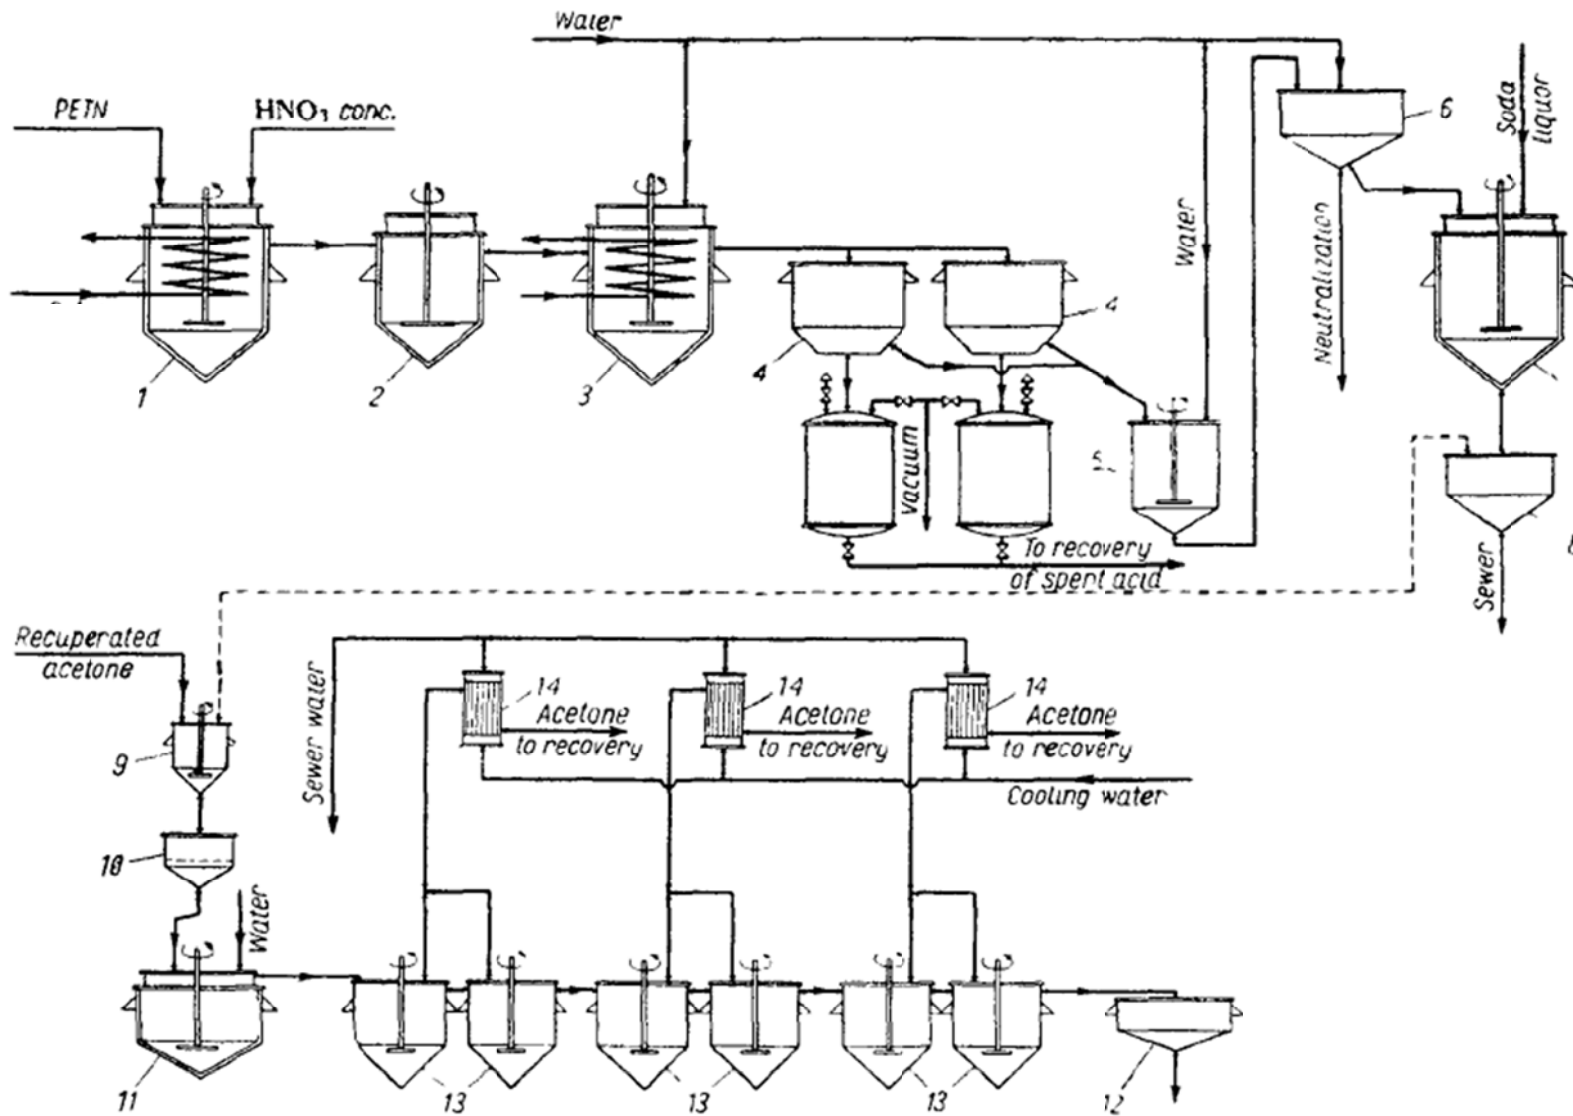 Water
PETN
HNO₃ conc.
6
Soda
liquor
Water
Neutralization
1
2
3
4
4
5
vacuum
To recovery
of spent acid
Sewer
Recuperated
acetone
Sewer water
14
Acetone
to recovery
14
Acetone
to recovery
14
Acetone
to recovery
Cooling water
9
10
Water
11
13
13
13
12